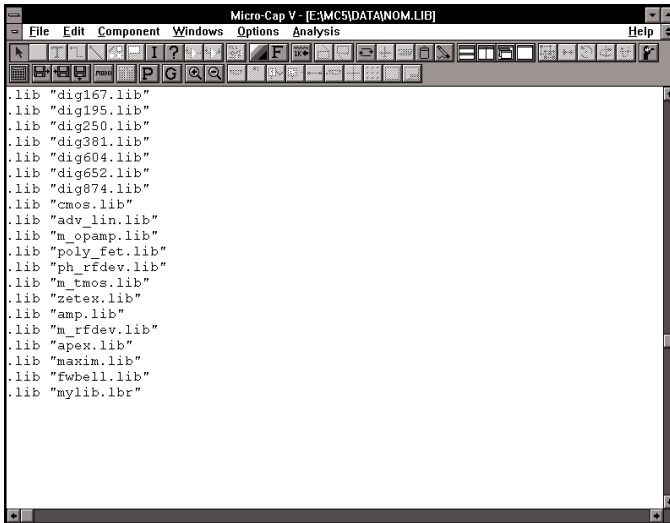 Micro-Cap V - [E:\MC5\DATA\NOM.LIB]
File Edit Component Windows Options Analysis Help
T I ? F 1K
P G
.lib "dig167.lib"
.lib "dig195.lib"
.lib "dig250.lib"
.lib "dig381.lib"
.lib "dig604.lib"
.lib "dig652.lib"
.lib "dig874.lib"
.lib "cmos.lib"
.lib "adv_lin.lib"
.lib "m_opamp.lib"
.lib "poly_fet.lib"
.lib "ph_rfdev.lib"
.lib "m_tmos.lib"
.lib "zetex.lib"
.lib "amp.lib"
.lib "m_rfdev.lib"
.lib "apex.lib"
.lib "maxim.lib"
.lib "fwbell.lib"
.lib "mylib.lbr"